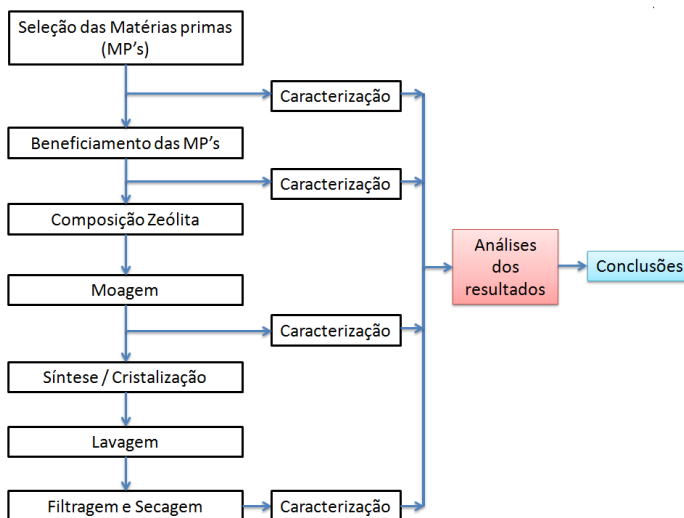 Seleção das Matérias primas
(MP's)
Caracterização
Beneficiamento das MP's
Caracterização
Composição Zeólita
Análises
dos
resultados
Conclusões
Moagem
Caracterização
Síntese / Cristalização
Lavagem
Filtragem e Secagem
Caracterização